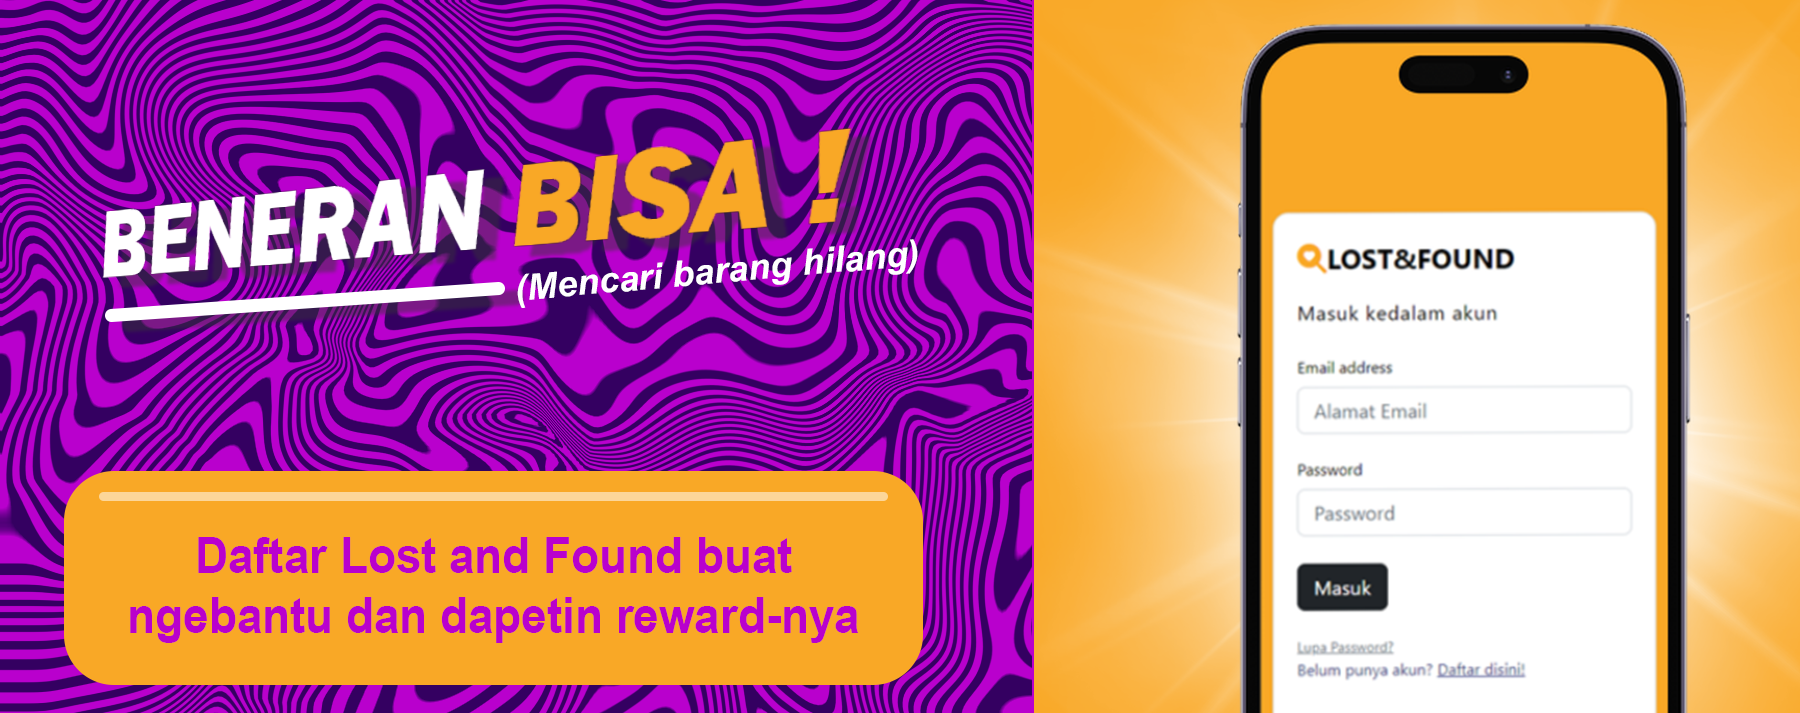 BENERAN BISA !
(Mencari barang hilang)
Daftar Lost and Found buat
ngebantu dan dapetin reward-nya
LOST&FOUND
Masuk kedalam akun
Email address
Alamat Email
Password
Password
Masuk
Lupa Password?
Belum punya akun? Daftar disini!